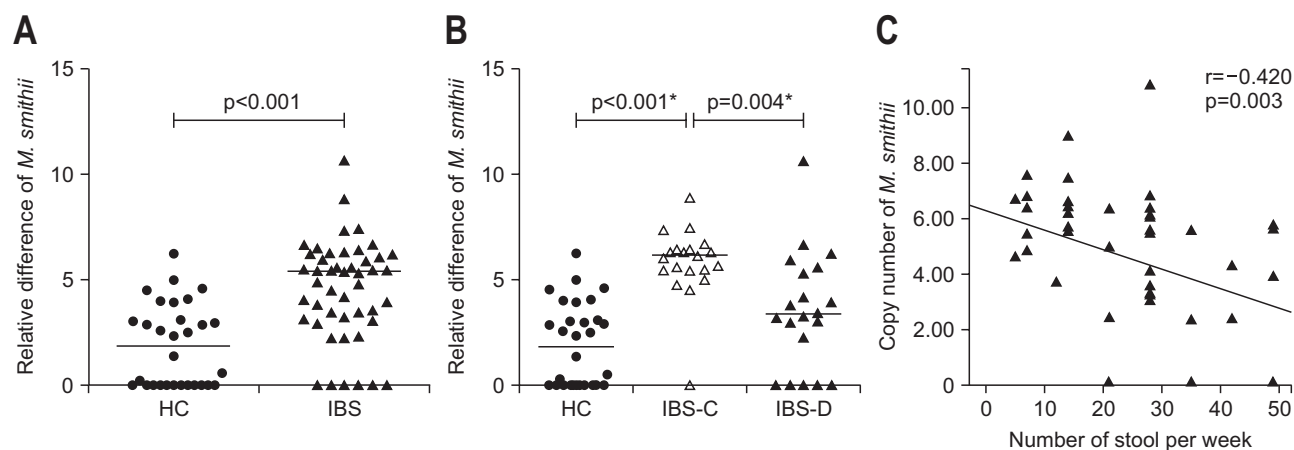 A
Relative difference of M. smithii
15
10
5
0
p<0.001
HC
IBS
B
Relative difference of M. smithii
15
10
5
0
p<0.001*
p=0.004*
HC
IBS-C
IBS-D
C
Copy number of M. smithii
10.00
8.00
6.00
4.00
2.00
0
r=−0.420
p=0.003
0
10
20
30
40
50
Number of stool per week